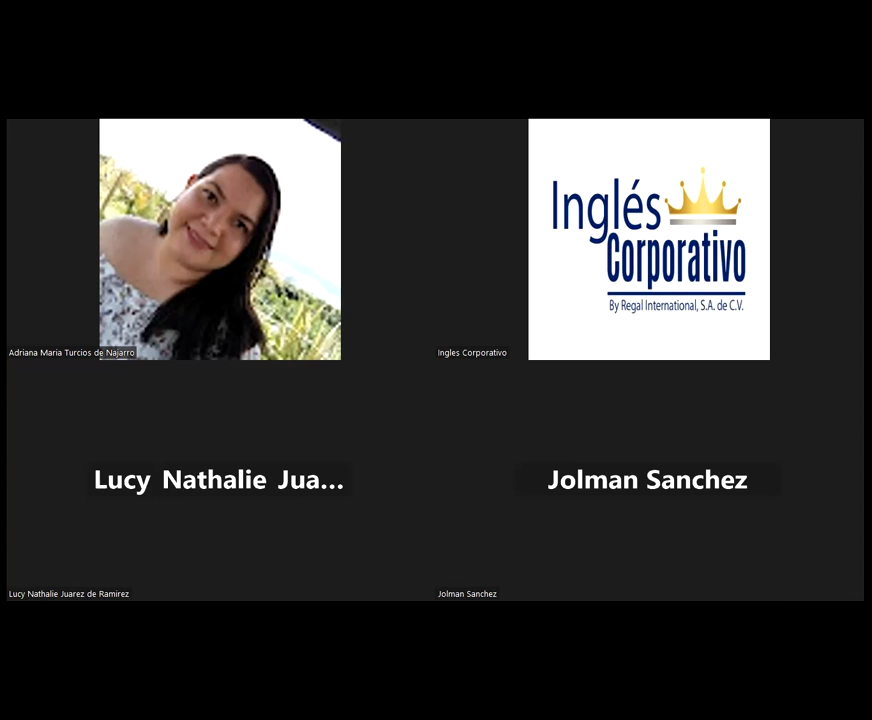 Inglés
Corporativo
By Regal International, S.A. de C.V.
Adriana Maria Turcios de Najarro
Ingles Corporativo
Lucy Nathalie Jua...
Jolman Sanchez
Lucy Nathalie Juarez de Ramirez
Jolman Sanchez